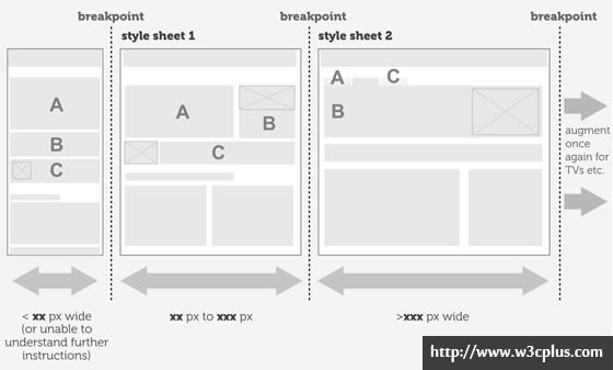 breakpoint
breakpoint
breakpoint
style sheet 1
style sheet 2
A
B
C
A
B
C
A
C
B
augment
once
again for
TVs etc.
< xx px wide
(or unable to
understand further
instructions)
xx px to xxx px
>xxx px wide
http://www.w3cplus.com